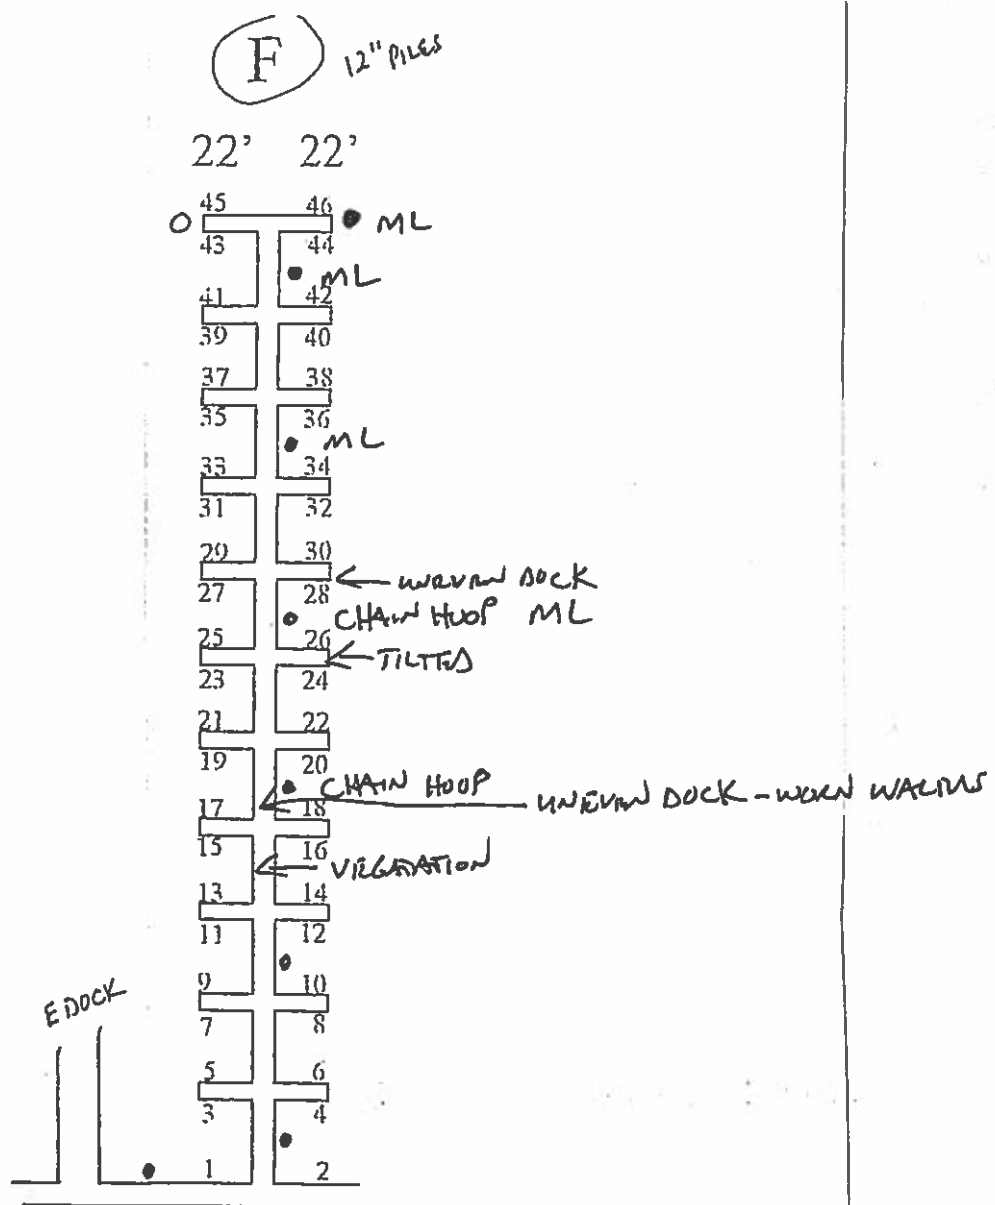 F 12" PILES
22' 22'
45 46
ML
43 44
ML
41 42
39 40
37 38
35 36
ML
33 34
31 32
29 30
UNEVEN DOCK
27 28
CHAIN HOOP ML
25 26
TILTED
23 24
21 22
19 20
CHAIN HOOP
17 18
UNEVEN DOCK - WORN WALERS
15 16
VEGATATION
13 14
11 12
9 10
E DOCK
7 8
5 6
3 4
1 2